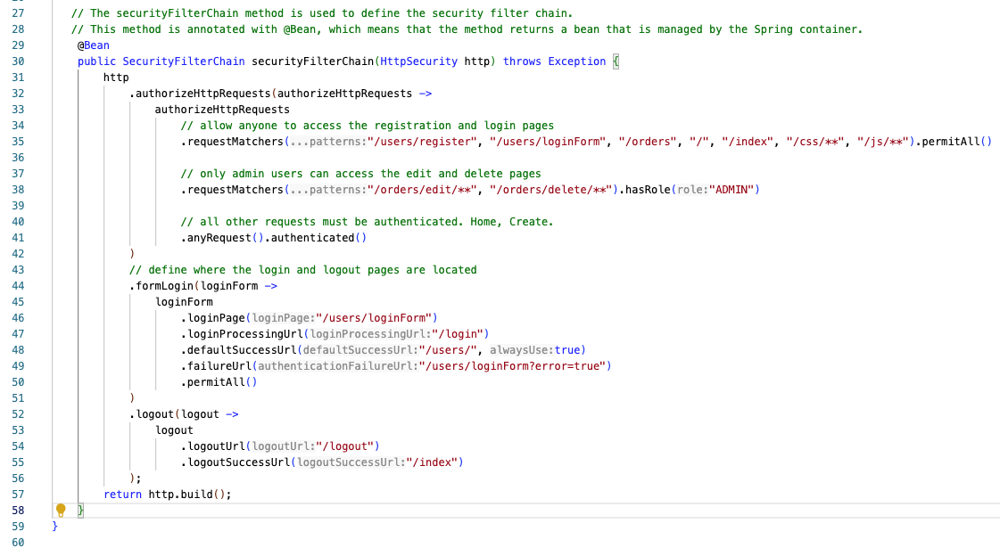 27 // The securityFilterChain method is used to define the security filter chain.
28 // This method is annotated with @Bean, which means that the method returns a bean that is managed by the Spring container.
29 @Bean
30 public SecurityFilterChain securityFilterChain(HttpSecurity http) throws Exception {
31 http
32 .authorizeHttpRequests(authorizeHttpRequests ->
33 authorizeHttpRequests
34 // allow anyone to access the registration and login pages
35 .requestMatchers(...patterns:"/users/register", "/users/loginForm", "/orders", "/", "/index", "/css/**", "/js/**").permitAll()
36
37 // only admin users can access the edit and delete pages
38 .requestMatchers(...patterns:"/orders/edit/**", "/orders/delete/**").hasRole(role:"ADMIN")
39
40 // all other requests must be authenticated. Home, Create.
41 .anyRequest().authenticated()
42 )
43 // define where the login and logout pages are located
44 .formLogin(loginForm ->
45 loginForm
46 .loginPage(loginPage:"/users/loginForm")
47 .loginProcessingUrl(loginProcessingUrl:"/login")
48 .defaultSuccessUrl(defaultSuccessUrl:"/users/", alwaysUse:true)
49 .failureUrl(authenticationFailureUrl:"/users/loginForm?error=true")
50 .permitAll()
51 )
52 .logout(logout ->
53 logout
54 .logoutUrl(logoutUrl:"/logout")
55 .logoutSuccessUrl(logoutSuccessUrl:"/index")
56 );
57 return http.build();
58 }
59 }
60